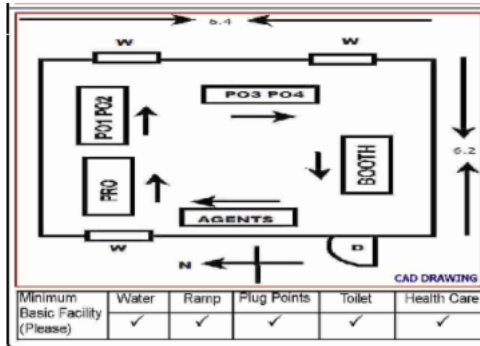 6.4
W W
PO1 PO2
PO3 PO4
6.2
BOOTH
PRO
AGENTS
W
D
N
CAD DRAWING
Minimum Basic Facility (Please) Water Ramp Plug Points Toilet Health Care
✓ ✓ ✓ ✓ ✓